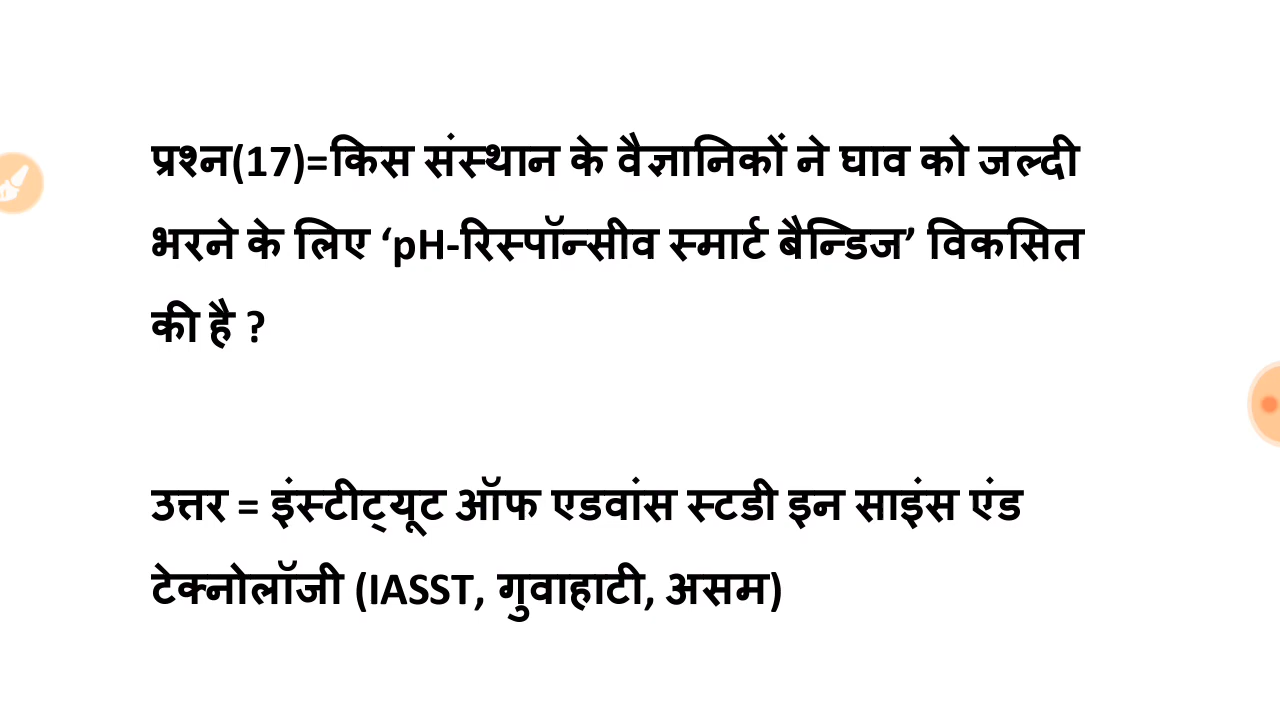 प्रश्न(17)=किस संस्थान के वैज्ञानिकों ने घाव को जल्दी
भरने के लिए ‘pH-रिस्पॉन्सीव स्मार्ट बैन्डिज’ विकसित
की है ?
उत्तर = इंस्टीट्यूट ऑफ एडवांस स्टडी इन साइंस एंड
टेक्नोलॉजी (IASST, गुवाहाटी, असम)